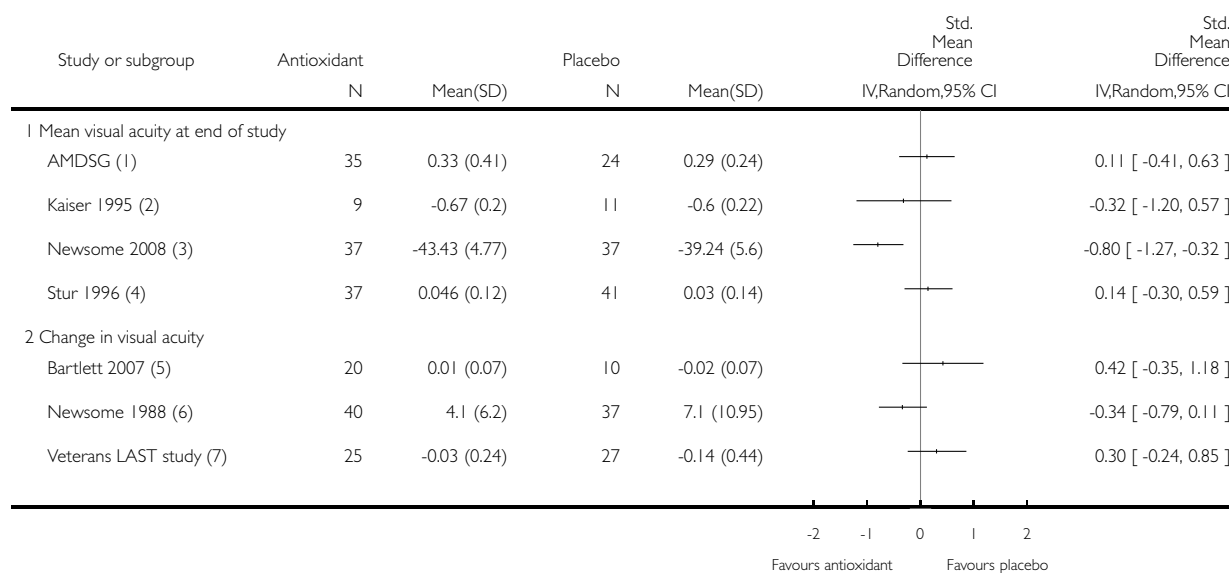 Std. Mean Difference Std. Mean Difference
Study or subgroup Antioxidant Placebo
N Mean(SD) N Mean(SD) IV,Random,95% CI IV,Random,95% CI
1 Mean visual acuity at end of study
AMDSG (1) 35 0.33 (0.41) 24 0.29 (0.24) 0.11 [ -0.41, 0.63 ]
Kaiser 1995 (2) 9 -0.67 (0.2) 11 -0.6 (0.22) -0.32 [ -1.20, 0.57 ]
Newsome 2008 (3) 37 -43.43 (4.77) 37 -39.24 (5.6) -0.80 [ -1.27, -0.32 ]
Stur 1996 (4) 37 0.046 (0.12) 41 0.03 (0.14) 0.14 [ -0.30, 0.59 ]
2 Change in visual acuity
Bartlett 2007 (5) 20 0.01 (0.07) 10 -0.02 (0.07) 0.42 [ -0.35, 1.18 ]
Newsome 1988 (6) 40 4.1 (6.2) 37 7.1 (10.95) -0.34 [ -0.79, 0.11 ]
Veterans LAST study (7) 25 -0.03 (0.24) 27 -0.14 (0.44) 0.30 [ -0.24, 0.85 ]
-2 -1 0 1 2
Favours antioxidant Favours placebo